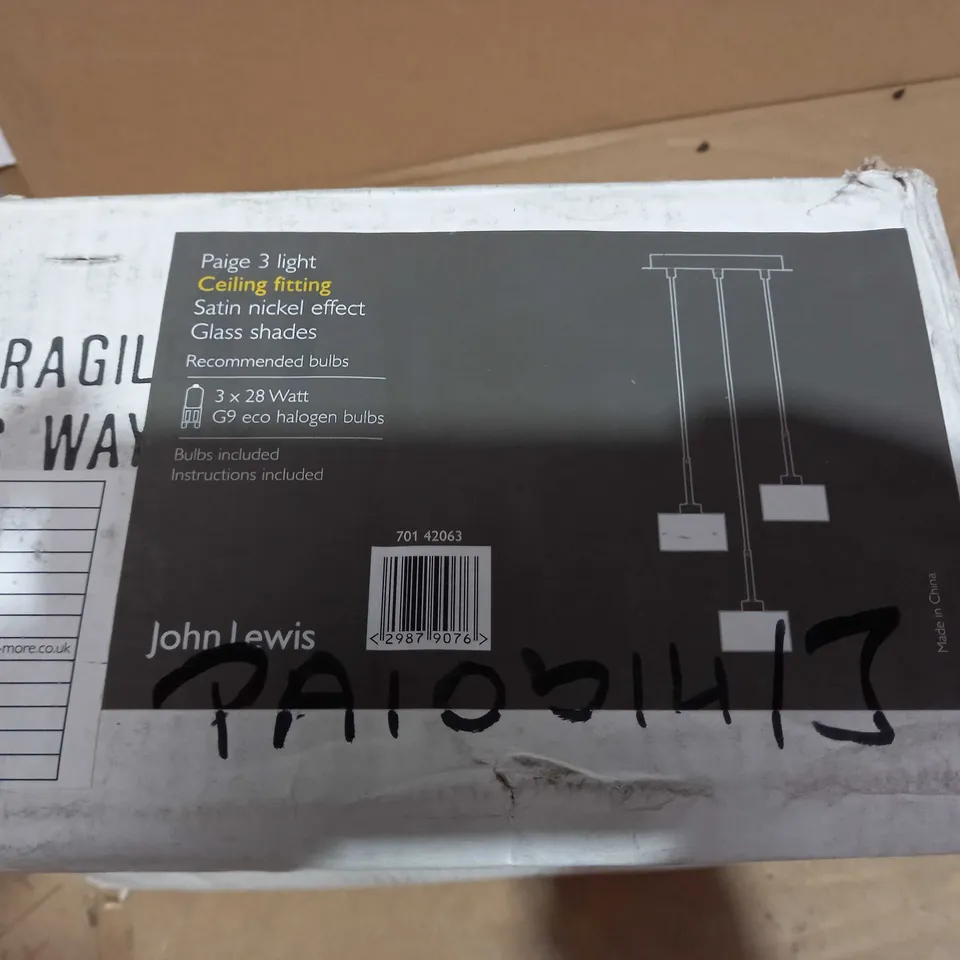 Paige 3 light
Ceiling fitting
Satin nickel effect
Glass shades
Recommended bulbs
3 x 28 Watt
G9 eco halogen bulbs
Bulbs included
Instructions included
701 42063
<2987 9076>
John Lewis
Made in China
RAGIL
WAY
-more.co.uk